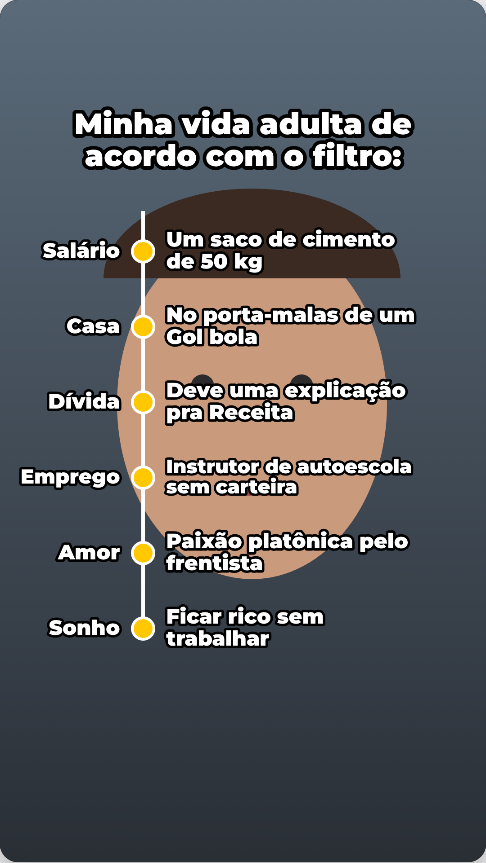 Minha vida adulta de
acordo com o filtro:
Salário
Um saco de cimento
de 50 kg
Casa
No porta-malas de um
Gol bola
Dívida
Deve uma explicação
pra Receita
Emprego
Instrutor de autoescola
sem carteira
Amor
Paixão platônica pelo
frentista
Sonho
Ficar rico sem
trabalhar